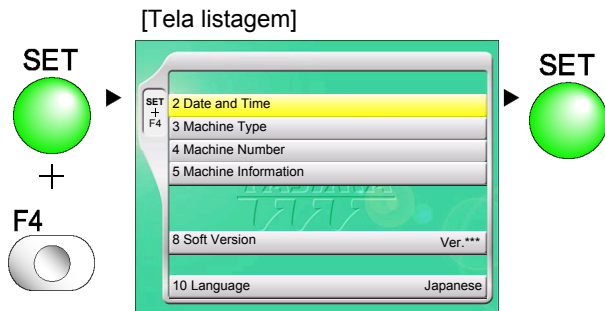 [Tela listagem]
SET
+
F4
SET
+
F4
2 Date and Time
3 Machine Type
4 Machine Number
5 Machine Information
8 Soft Version Ver.***
10 Language Japanese
SET